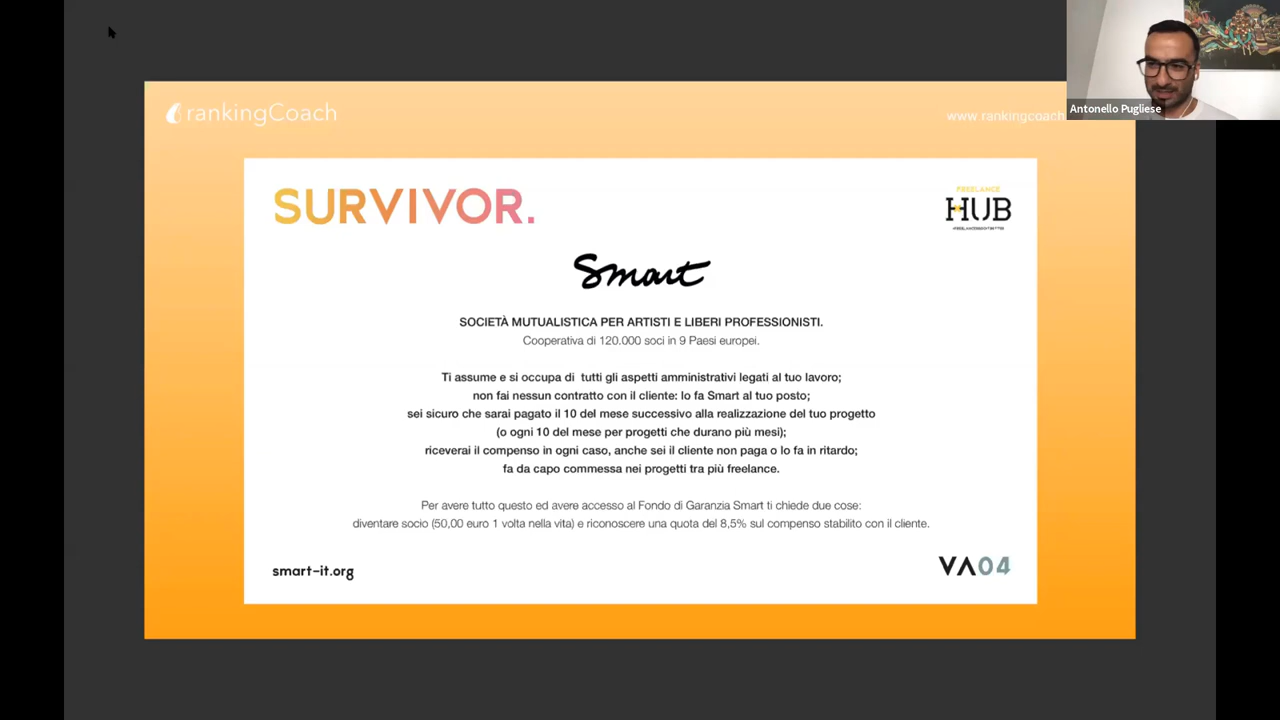 Antonello Pugliese
rankingCoach
www rankingcoach
SURVIVOR.
FREELANCE
HUB
Smart
SOCIETÀ MUTUALISTICA PER ARTISTI E LIBERI PROFESSIONISTI.
Cooperativa di 120.000 soci in 9 Paesi europei.
Ti assume e si occupa di tutti gli aspetti amministrativi legati al tuo lavoro;
non fai nessun contratto con il cliente: lo fa Smart al tuo posto;
sei sicuro che sarai pagato il 10 del mese successivo alla realizzazione del tuo progetto
(o ogni 10 del mese per progetti che durano più mesi);
riceverai il compenso in ogni caso, anche sei il cliente non paga o lo fa in ritardo;
fa da capo commessa nei progetti tra più freelance.
Per avere tutto questo ed avere accesso al Fondo di Garanzia Smart ti chiede due cose:
diventare socio (50,00 euro 1 volta nella vita) e riconoscere una quota del 8,5% sul compenso stabilito con il cliente.
smart-it.org
VA04